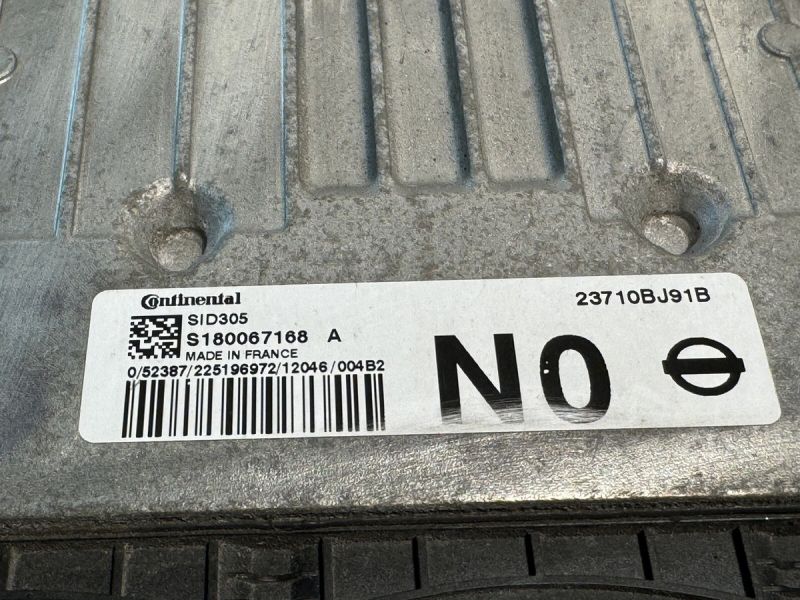 Continental
23710BJ91B
SID305
S180067168 A
MADE IN FRANCE
0/52387/225196972/12046/004B2
N0